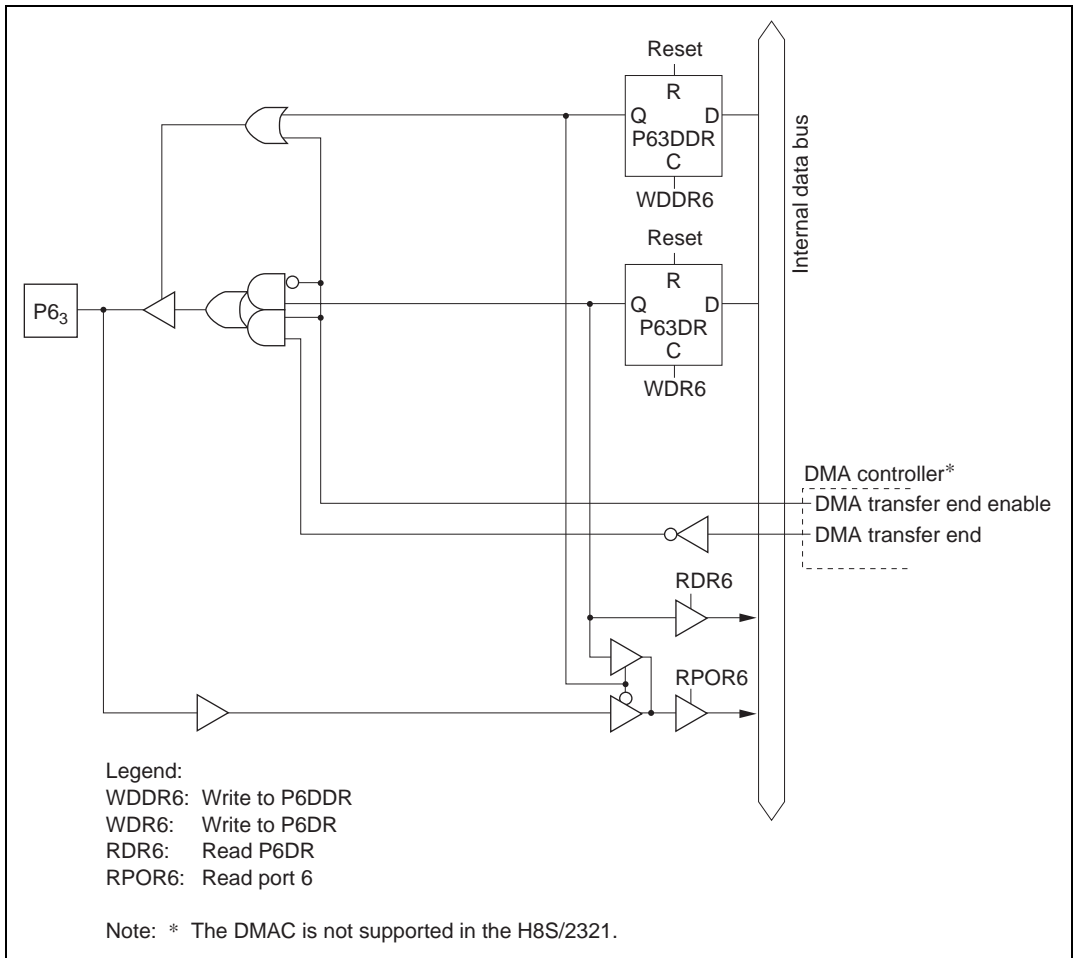 Reset
R
Q D
P63DDR
C
WDDR6
Reset
R
Q D
P63DR
C
WDR6
Internal data bus
P6₃
DMA controller*
DMA transfer end enable
DMA transfer end
RDR6
RPOR6
Legend:
WDDR6: Write to P6DDR
WDR6: Write to P6DR
RDR6: Read P6DR
RPOR6: Read port 6
Note: * The DMAC is not supported in the H8S/2321.